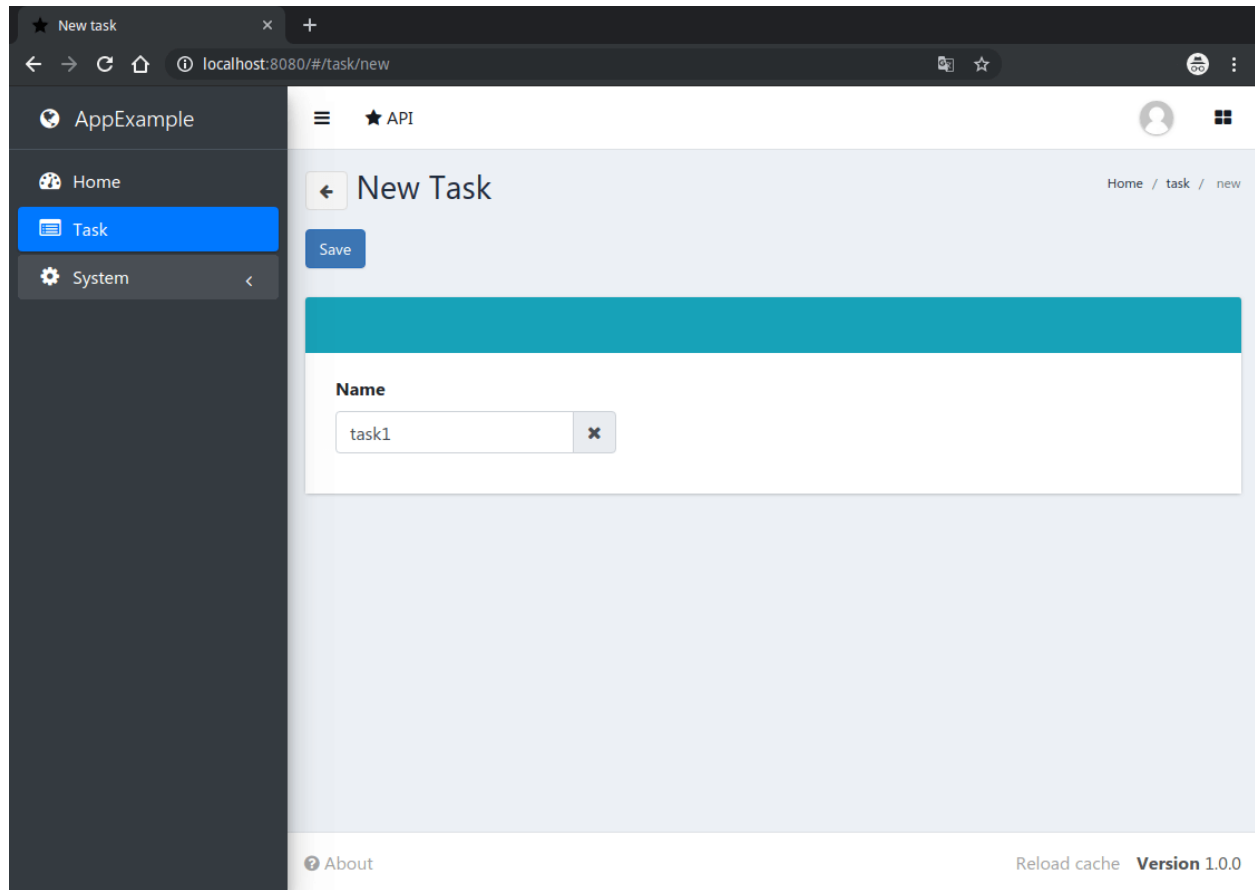 New task
localhost:8080/#/task/new
AppExample
API
Home
Task
System
New Task
Home / task / new
Save
Name
task1
About
Reload cache Version 1.0.0